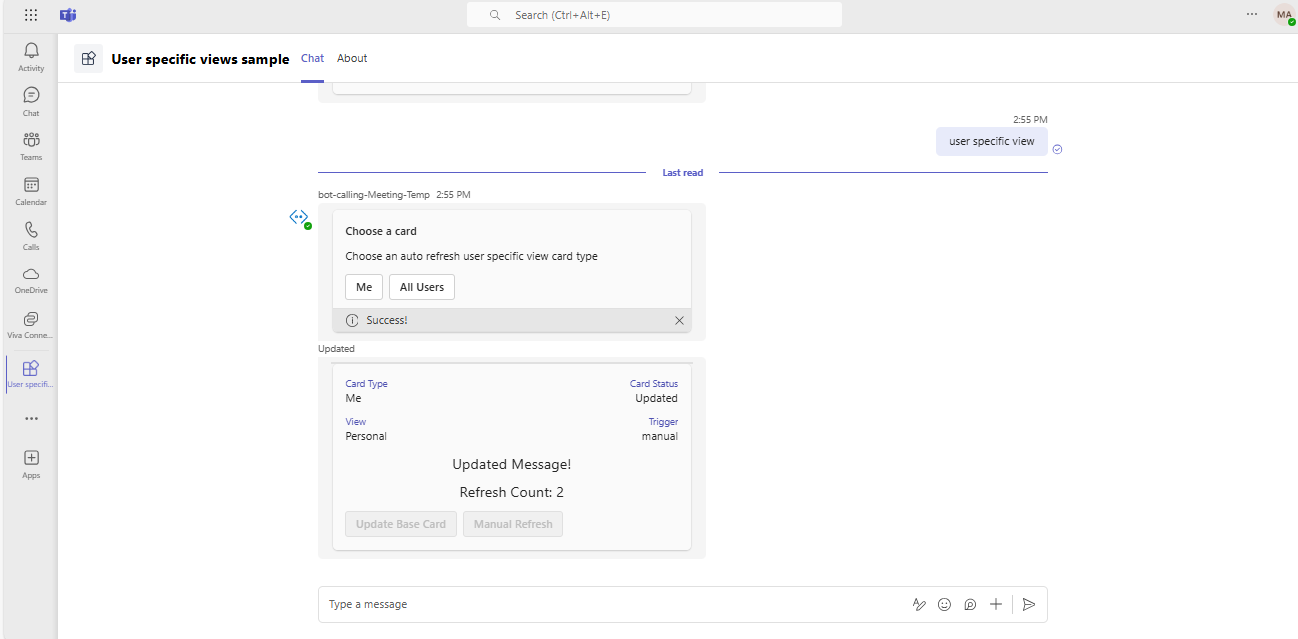 Search (Ctrl+Alt+E)
MA
Activity
Chat
Teams
Calendar
Calls
OneDrive
Viva Conne...
User specifi...
Apps
User specific views sample Chat About
2:55 PM
user specific view
Last read
bot-calling-Meeting-Temp 2:55 PM
Choose a card
Choose an auto refresh user specific view card type
Me All Users
Success!
Updated
Card Type Card Status
Me Updated
View Trigger
Personal manual
Updated Message!
Refresh Count: 2
Update Base Card Manual Refresh
Type a message